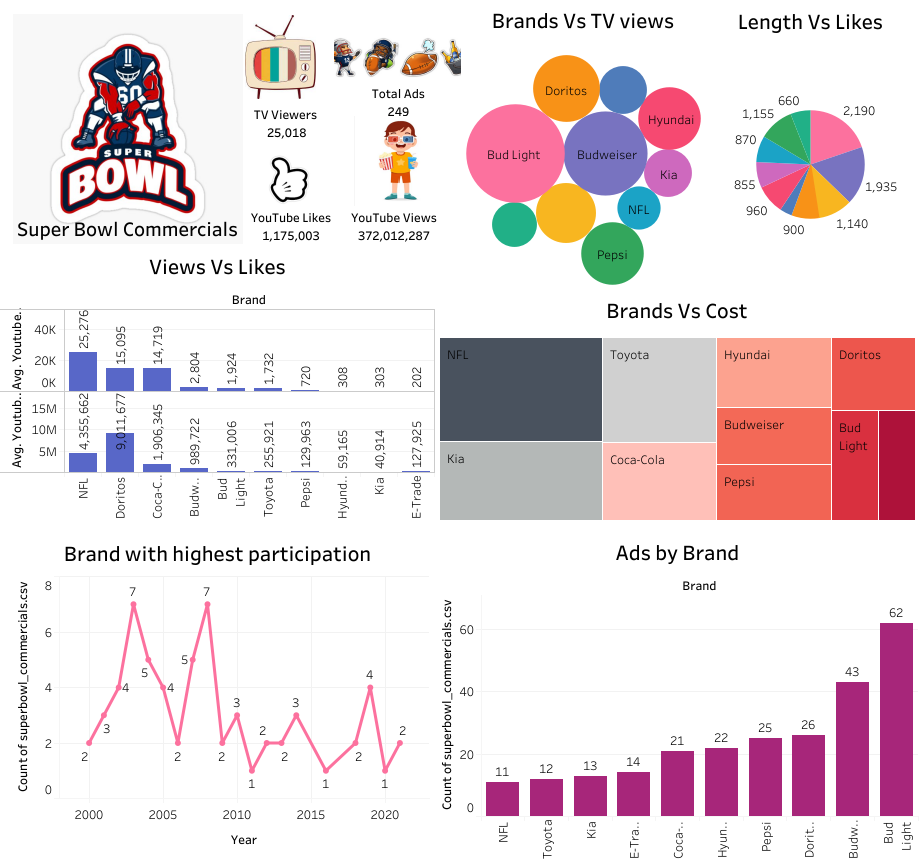 60
SUPER
BOWL
Super Bowl Commercials
TV Viewers
25,018
Total Ads
249
YouTube Likes
1,175,003
YouTube Views
372,012,287
Brands Vs TV views
Doritos
Hyundai
Bud Light
Budweiser
Kia
NFL
Pepsi
Length Vs Likes
660
1,155
2,190
870
855
1,935
960
900
1,140
Views Vs Likes
Brand
Avg. Youtube..
40K
20K
0K
25,276
15,095
14,719
2,804
1,924
1,732
720
308
303
202
Avg. Youtub..
15M
10M
5M
4,355,662
9,011,677
1,906,345
989,722
331,006
255,921
129,963
59,165
40,914
127,925
NFL
Doritos
Coca-C..
Budw..
Bud
Light
Toyota
Pepsi
Hyund..
Kia
E-Trade
Brands Vs Cost
NFL
Toyota
Hyundai
Doritos
Budweiser
Bud
Light
Kia
Coca-Cola
Pepsi
Brand with highest participation
Count of superbowl_commercials.csv
8
6
4
2
0
2
3
4
7
5
4
2
5
7
2
3
1
2
2
3
1
2
4
1
2
2000
2005
2010
2015
2020
Year
Ads by Brand
Brand
Count of superbowl_commercials.csv
60
40
20
0
11
12
13
14
21
22
25
26
43
62
NFL
Toyota
Kia
E-Tra..
Coca-..
Hyun..
Pepsi
Dorit..
Budw..
Bud
Light